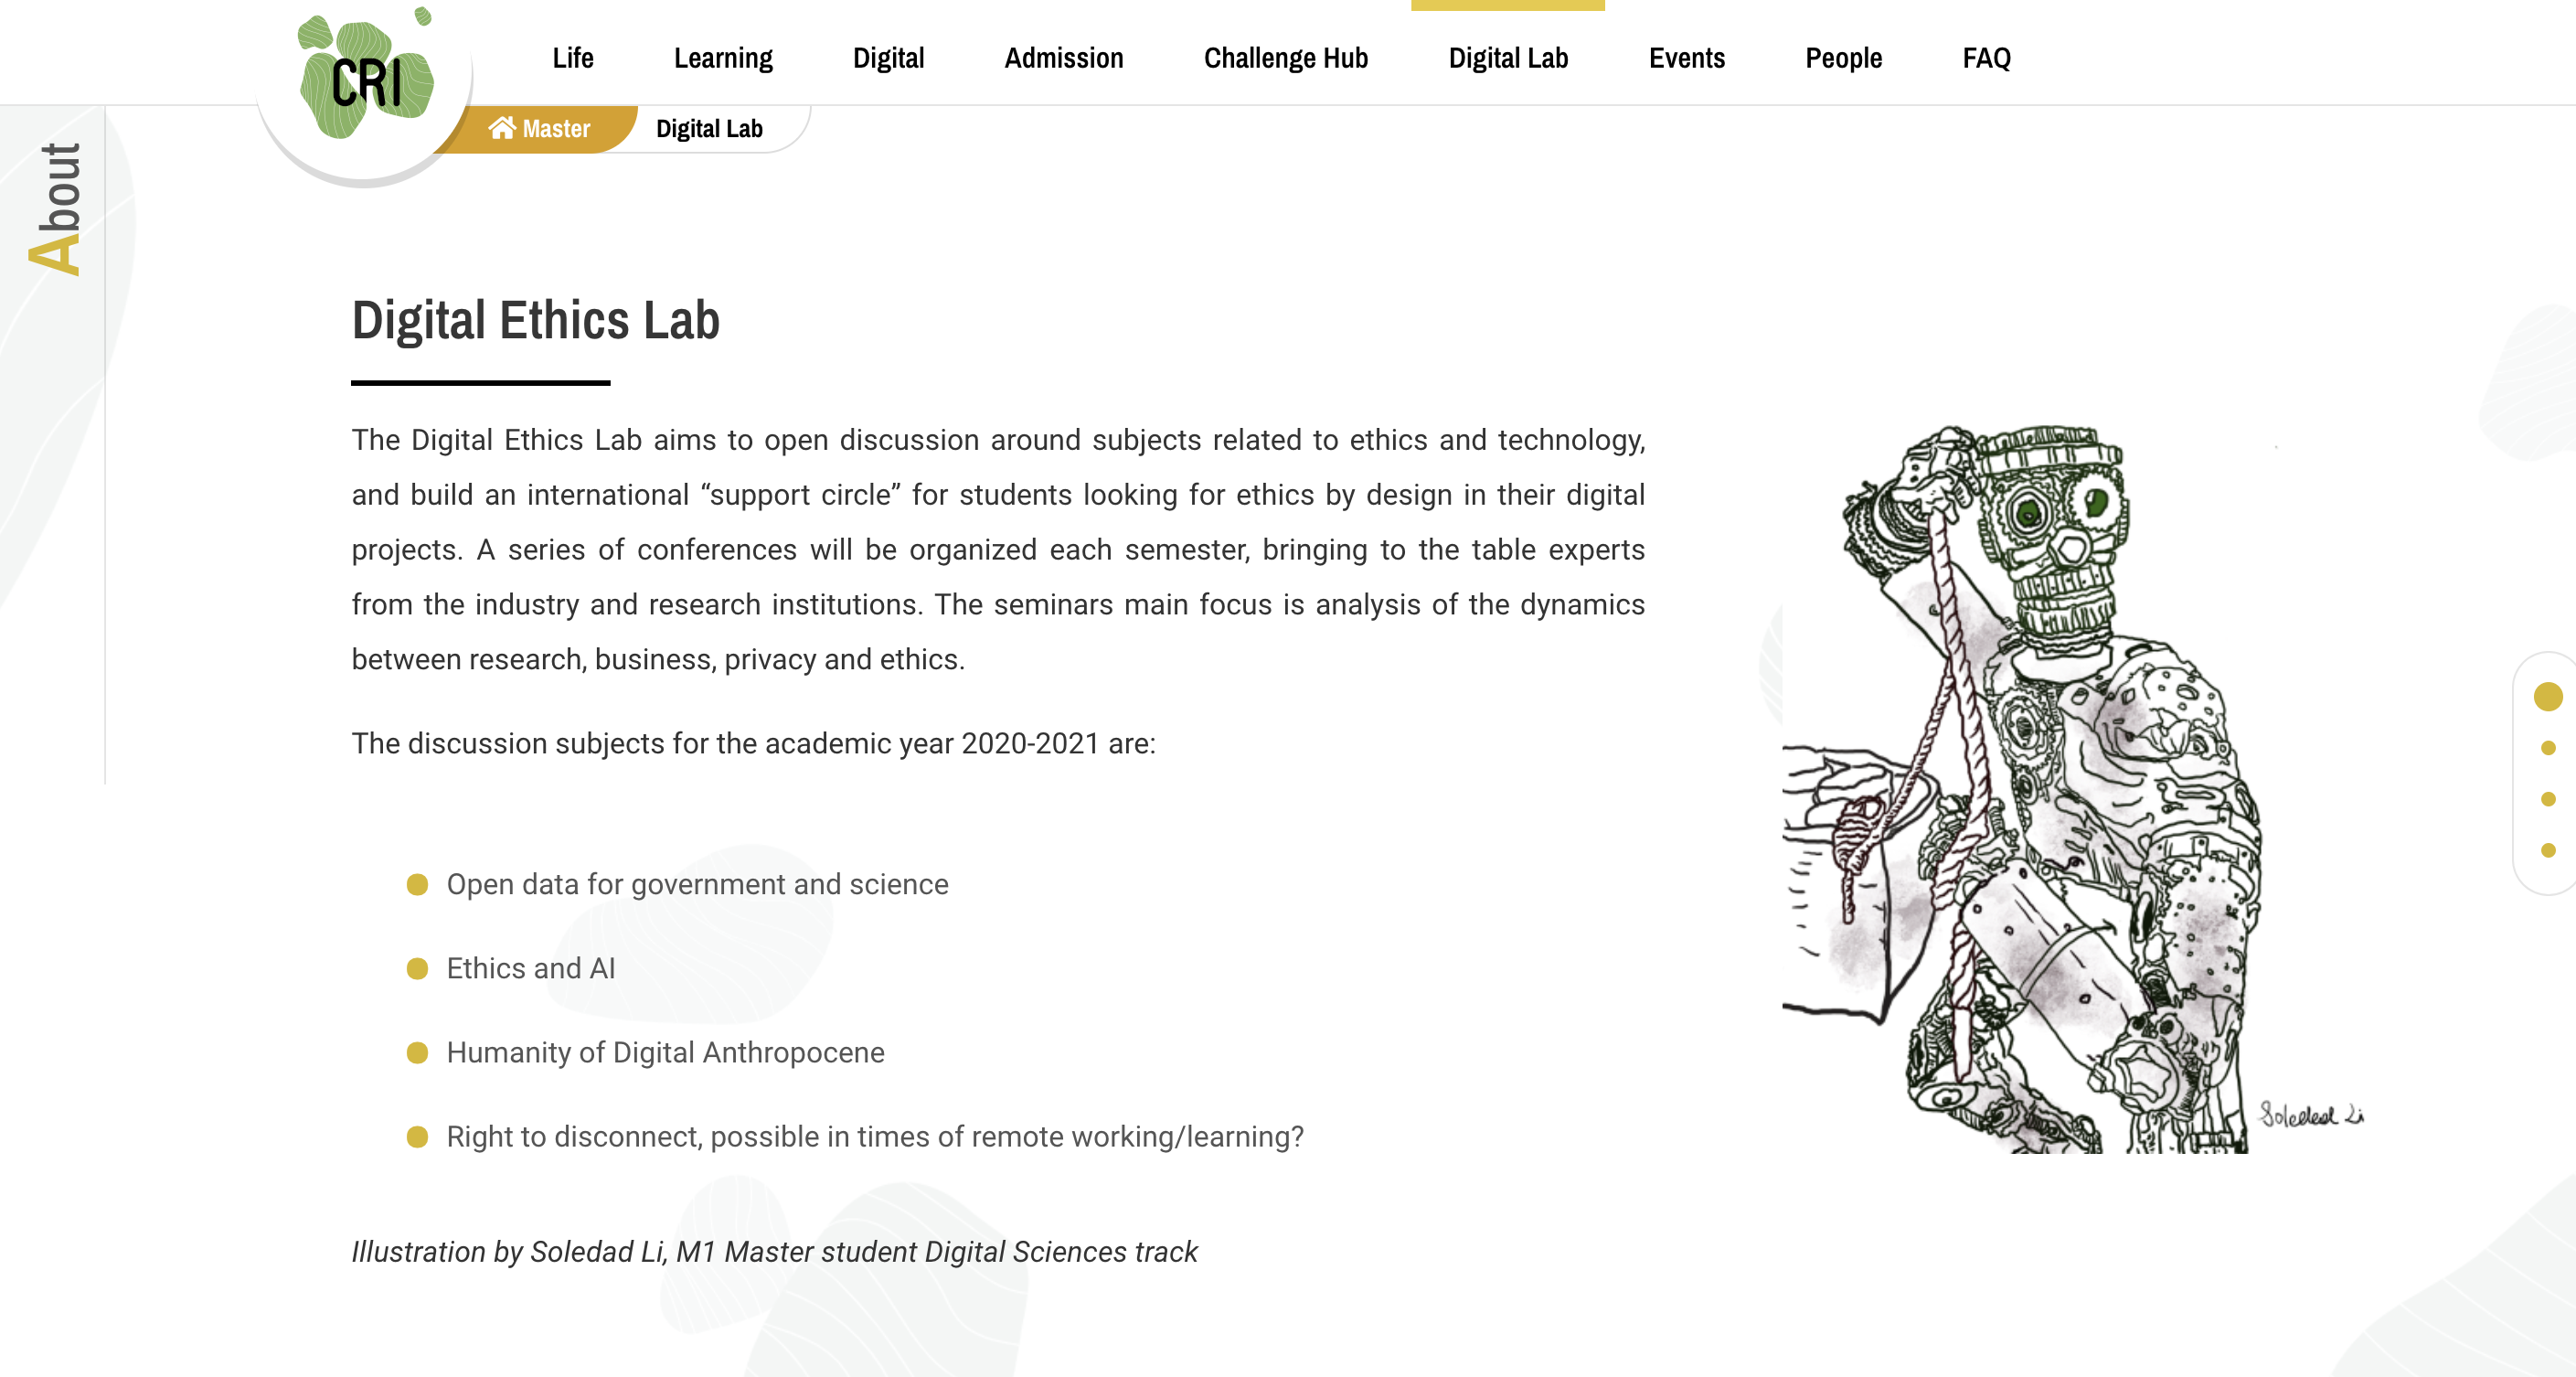 CRI
Life
Learning
Digital
Admission
Challenge Hub
Digital Lab
Events
People
FAQ
Master
Digital Lab
About
Digital Ethics Lab
The Digital Ethics Lab aims to open discussion around subjects related to ethics and technology,
and build an international “support circle” for students looking for ethics by design in their digital
projects. A series of conferences will be organized each semester, bringing to the table experts
from the industry and research institutions. The seminars main focus is analysis of the dynamics
between research, business, privacy and ethics.
The discussion subjects for the academic year 2020-2021 are:
Open data for government and science
Ethics and AI
Humanity of Digital Anthropocene
Right to disconnect, possible in times of remote working/learning?
Soledad Li
Illustration by Soledad Li, M1 Master student Digital Sciences track